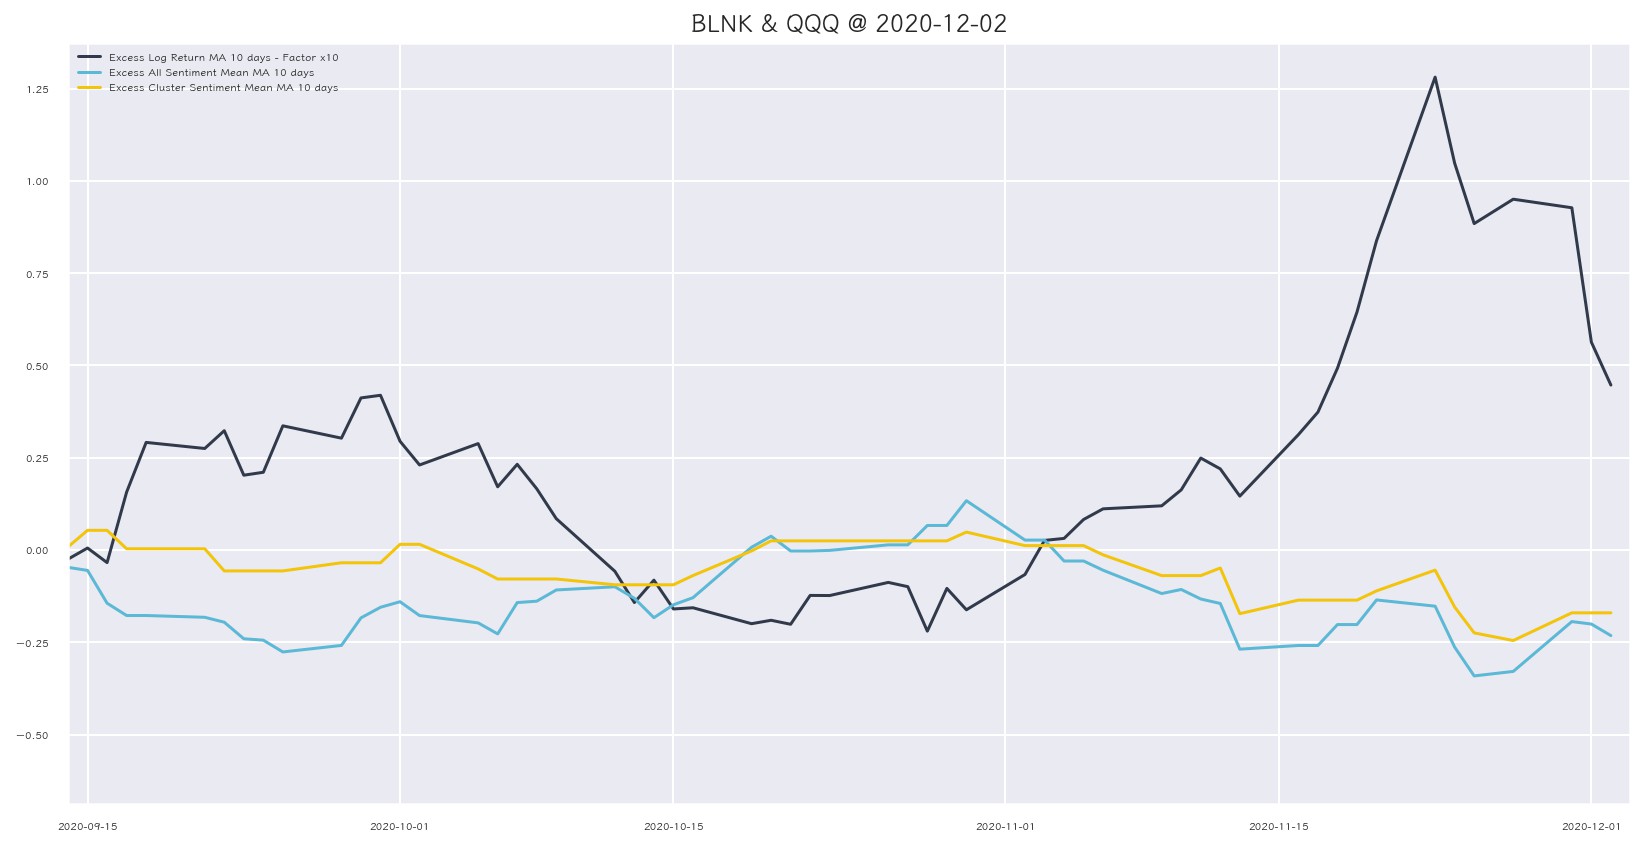 BLNK & QQQ @ 2020-12-02
Excess Log Return MA 10 days - Factor x10
Excess All Sentiment Mean MA 10 days
Excess Cluster Sentiment Mean MA 10 days
1.25
1.00
0.75
0.50
0.25
0.00
−0.25
−0.50
2020-09-15 2020-10-01 2020-10-15 2020-11-01 2020-11-15 2020-12-01